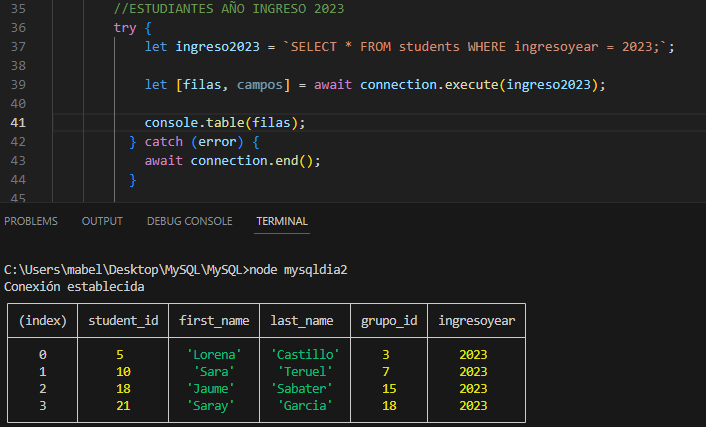 35 //ESTUDIANTES AÑO INGRESO 2023
36 try {
37 let ingreso2023 = `SELECT * FROM students WHERE ingresoyear = 2023;`;
38
39 let [filas, campos] = await connection.execute(ingreso2023);
40
41 console.table(filas);
42 } catch (error) {
43 await connection.end();
44 }
45
PROBLEMS OUTPUT DEBUG CONSOLE TERMINAL
C:\Users\mabel\Desktop\MySQL\MySQL>node mysqldia2
Conexión establecida
(index) student_id first_name last_name grupo_id ingresoyear
0 5 'Lorena' 'Castillo' 3 2023
1 10 'Sara' 'Teruel' 7 2023
2 18 'Jaume' 'Sabater' 15 2023
3 21 'Saray' 'Garcia' 18 2023